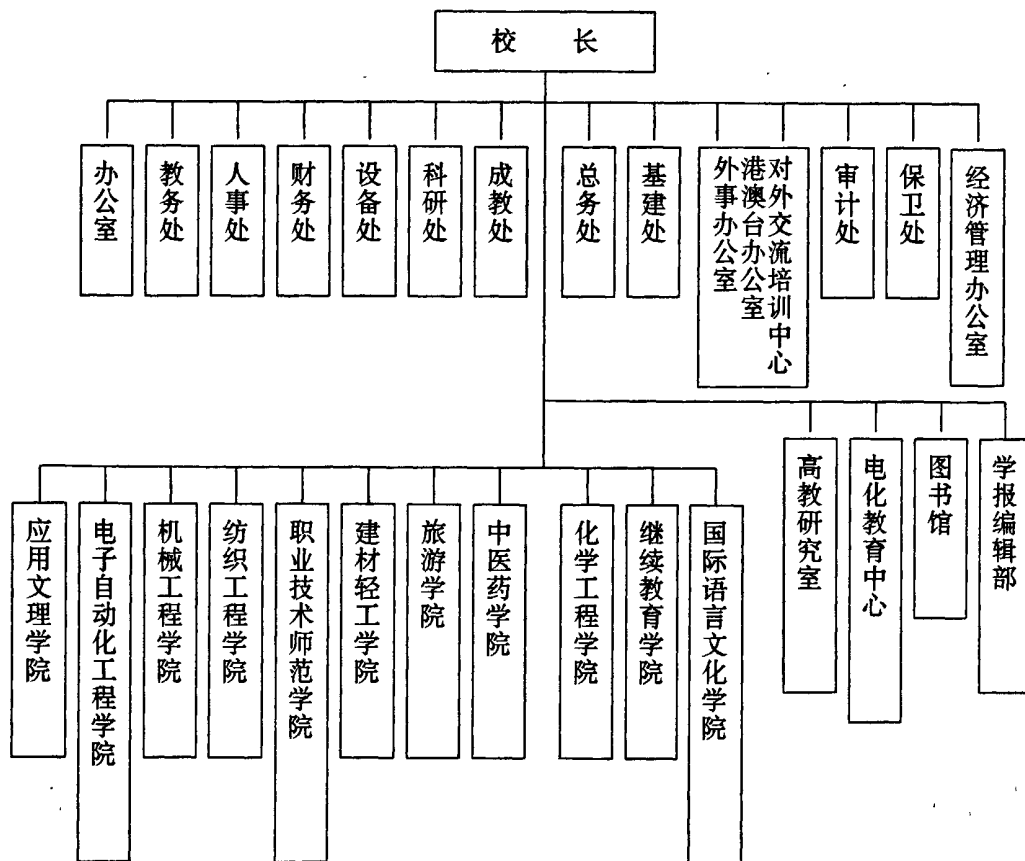 校 长
办公室
教务处
人事处
财务处
设备处
科研处
成教处
总务处
基建处
对外交流培训中心
港澳台办公室
外事办公室
审计处
保卫处
经济管理办公室
高教研究室
电化教育中心
图书馆
学报编辑部
应用文理学院
电子自动化工程学院
机械工程学院
纺织工程学院
职业技术师范学院
建材轻工学院
旅游学院
中医药学院
化学工程学院
继续教育学院
国际语言文化学院